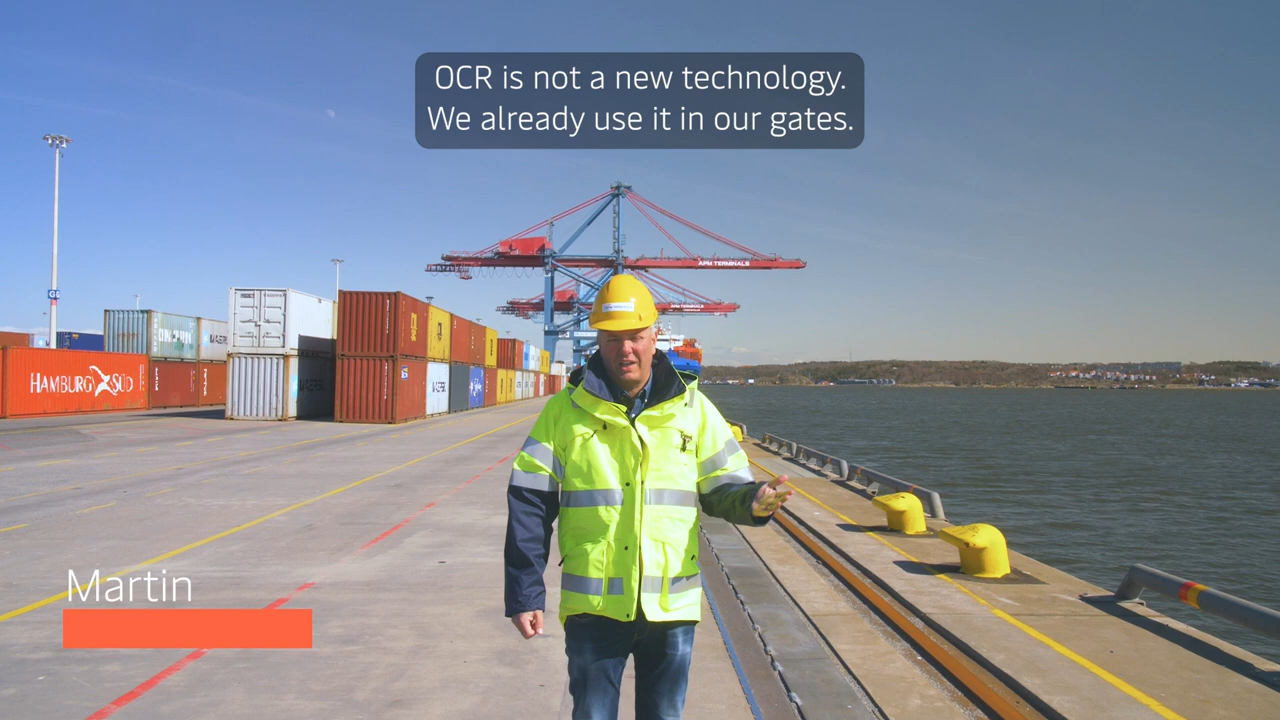 OCR is not a new technology.
We already use it in our gates.
APM TERMINALS
APM TERMINALS
HAMBURG SÜD
MAERSK
Martin